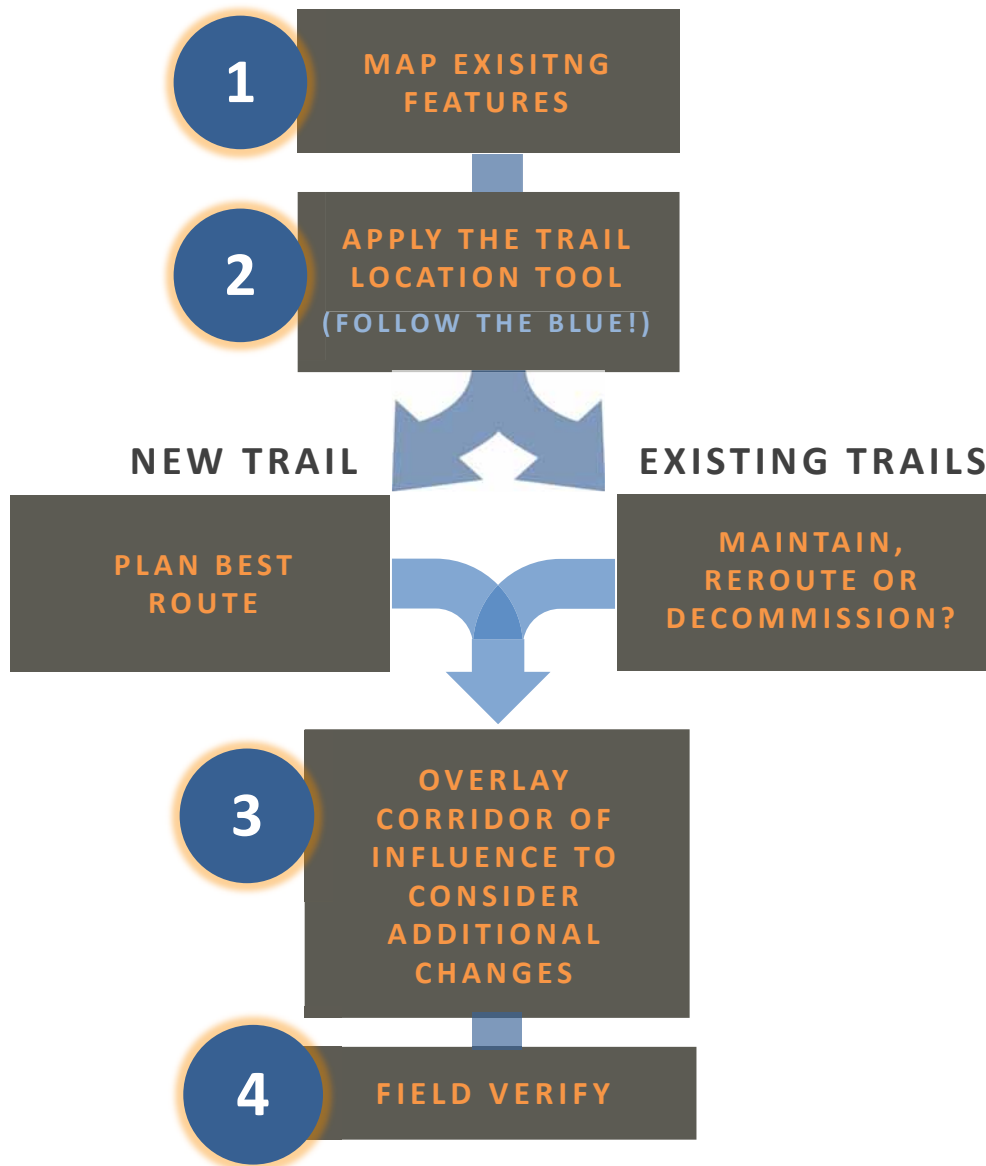 1
MAP EXISITNG
FEATURES
2
APPLY THE TRAIL
LOCATION TOOL
(FOLLOW THE BLUE!)
NEW TRAIL
EXISTING TRAILS
PLAN BEST
ROUTE
MAINTAIN,
REROUTE OR
DECOMMISSION?
3
OVERLAY
CORRIDOR OF
INFLUENCE TO
CONSIDER
ADDITIONAL
CHANGES
4
FIELD VERIFY